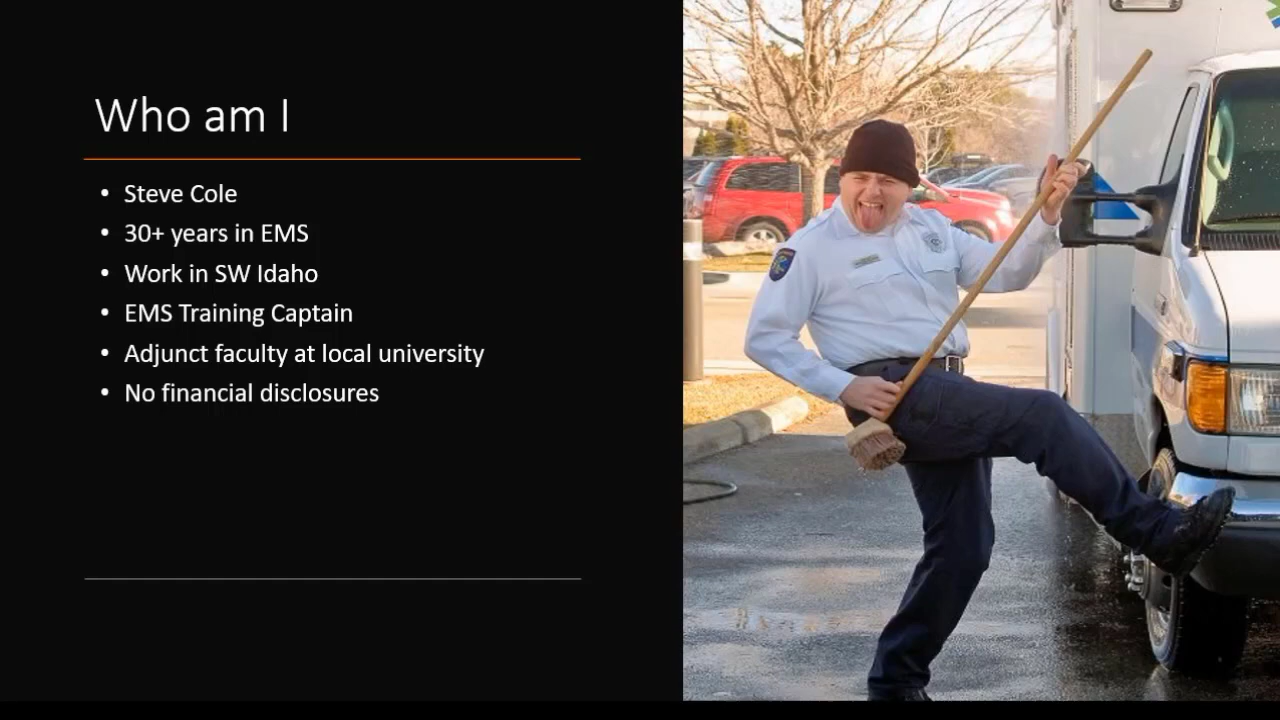 Who am I
• Steve Cole
• 30+ years in EMS
• Work in SW Idaho
• EMS Training Captain
• Adjunct faculty at local university
• No financial disclosures